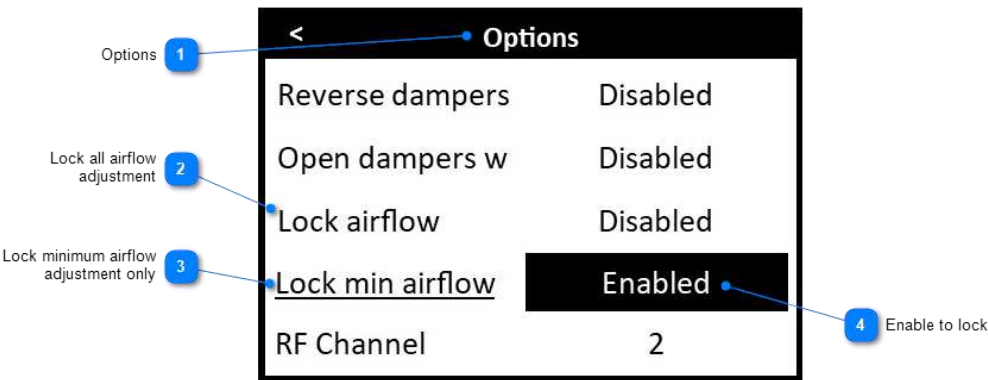 < Options
Options 1
Reverse dampers Disabled
Open dampers w Disabled
Lock all airflow
adjustment 2
Lock airflow Disabled
Lock minimum airflow
adjustment only 3
Lock min airflow Enabled
4 Enable to lock
RF Channel 2